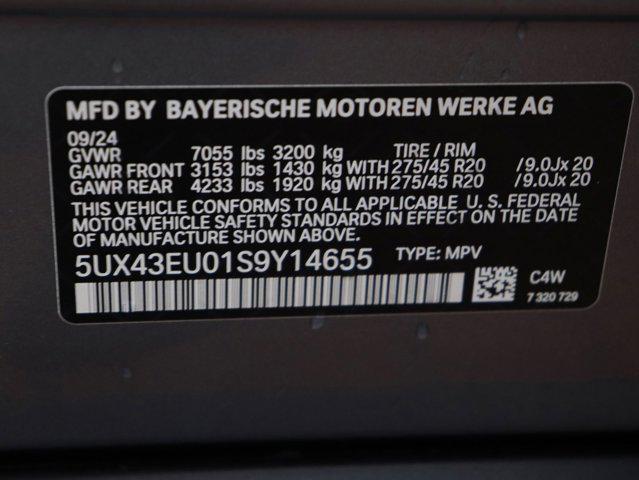 MFD BY BAYERISCHE MOTOREN WERKE AG
09/24
GVWR 7055 lbs 3200 kg TIRE / RIM
GAWR FRONT 3153 lbs 1430 kg WITH 275/45 R20 /9.0Jx 20
GAWR REAR 4233 lbs 1920 kg WITH 275/45 R20 /9.0Jx 20
THIS VEHICLE CONFORMS TO ALL APPLICABLE U. S. FEDERAL
MOTOR VEHICLE SAFETY STANDARDS IN EFFECT ON THE DATE
OF MANUFACTURE SHOWN ABOVE.
5UX43EU01S9Y14655 TYPE: MPV
C4W
7 320 729